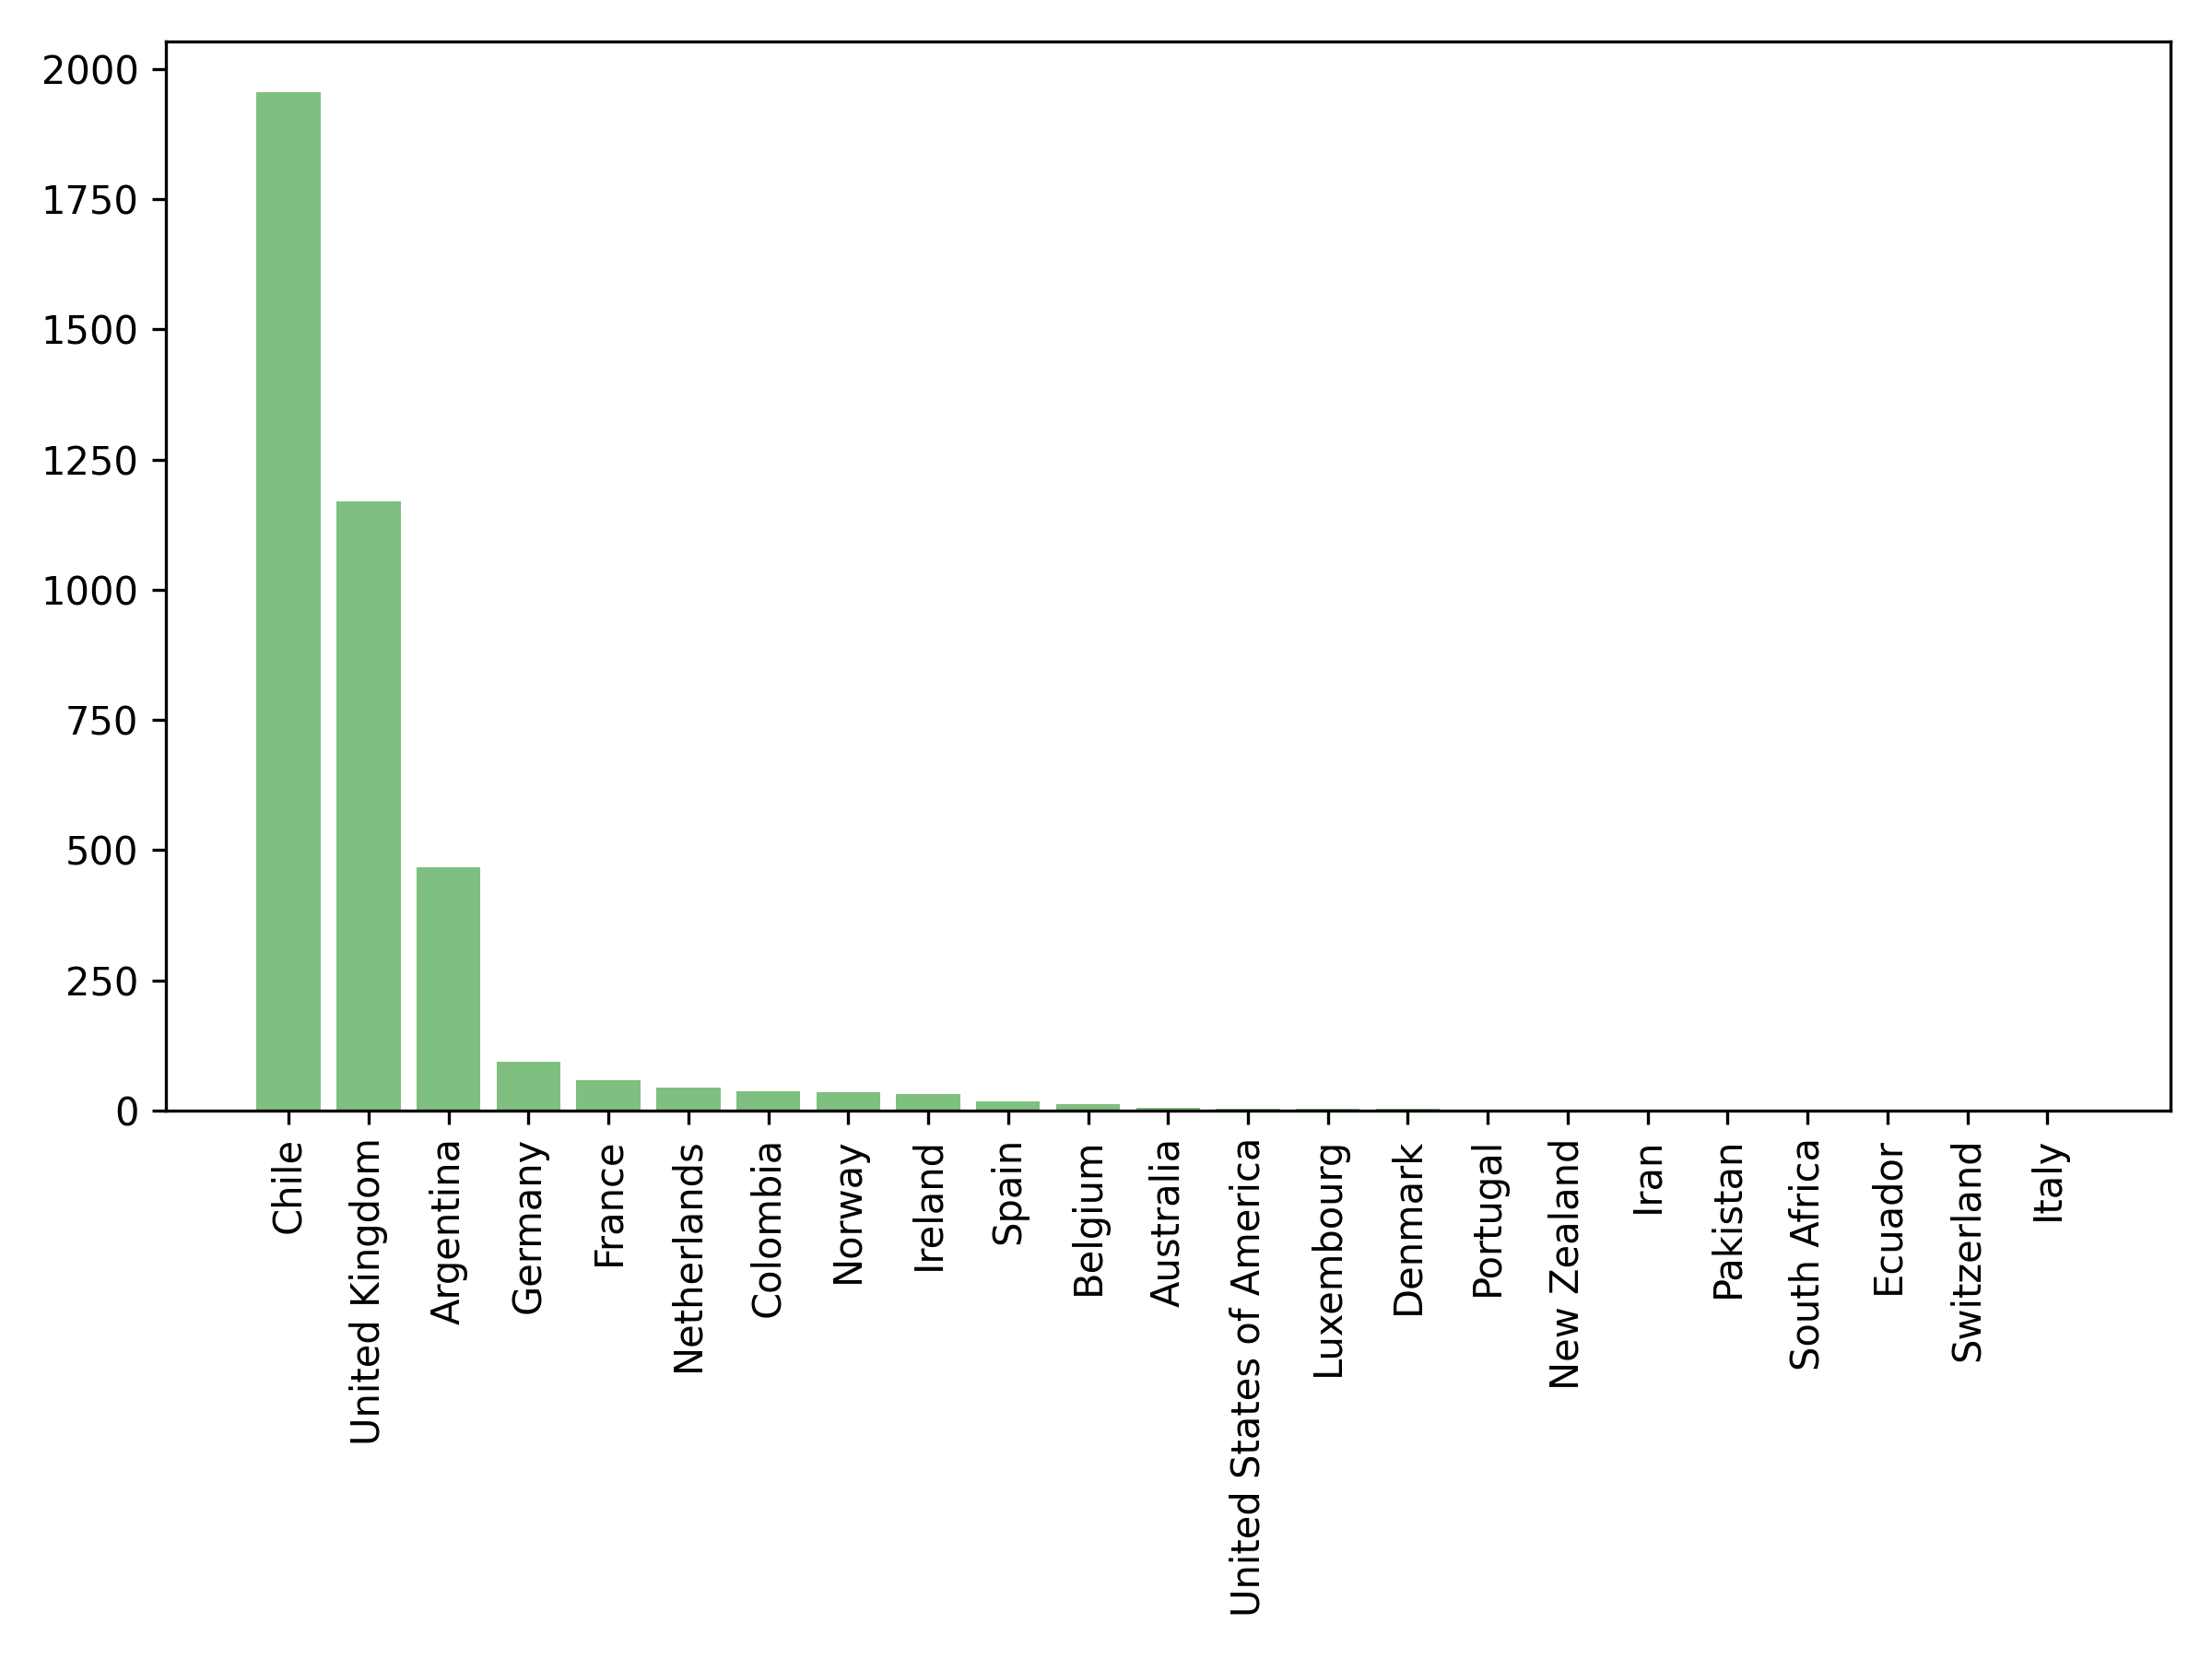 2000
1750
1500
1250
1000
750
500
250
0
Chile
United Kingdom
Argentina
Germany
France
Netherlands
Colombia
Norway
Ireland
Spain
Belgium
Australia
United States of America
Luxembourg
Denmark
Portugal
New Zealand
Iran
Pakistan
South Africa
Ecuador
Switzerland
Italy